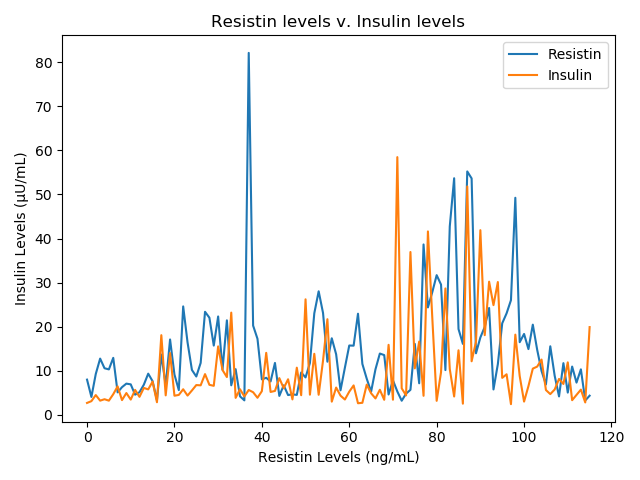 Resistin levels v. Insulin levels
Resistin
Insulin
Insulin Levels (μU/mL)
80
70
60
50
40
30
20
10
0
0 20 40 60 80 100 120
Resistin Levels (ng/mL)